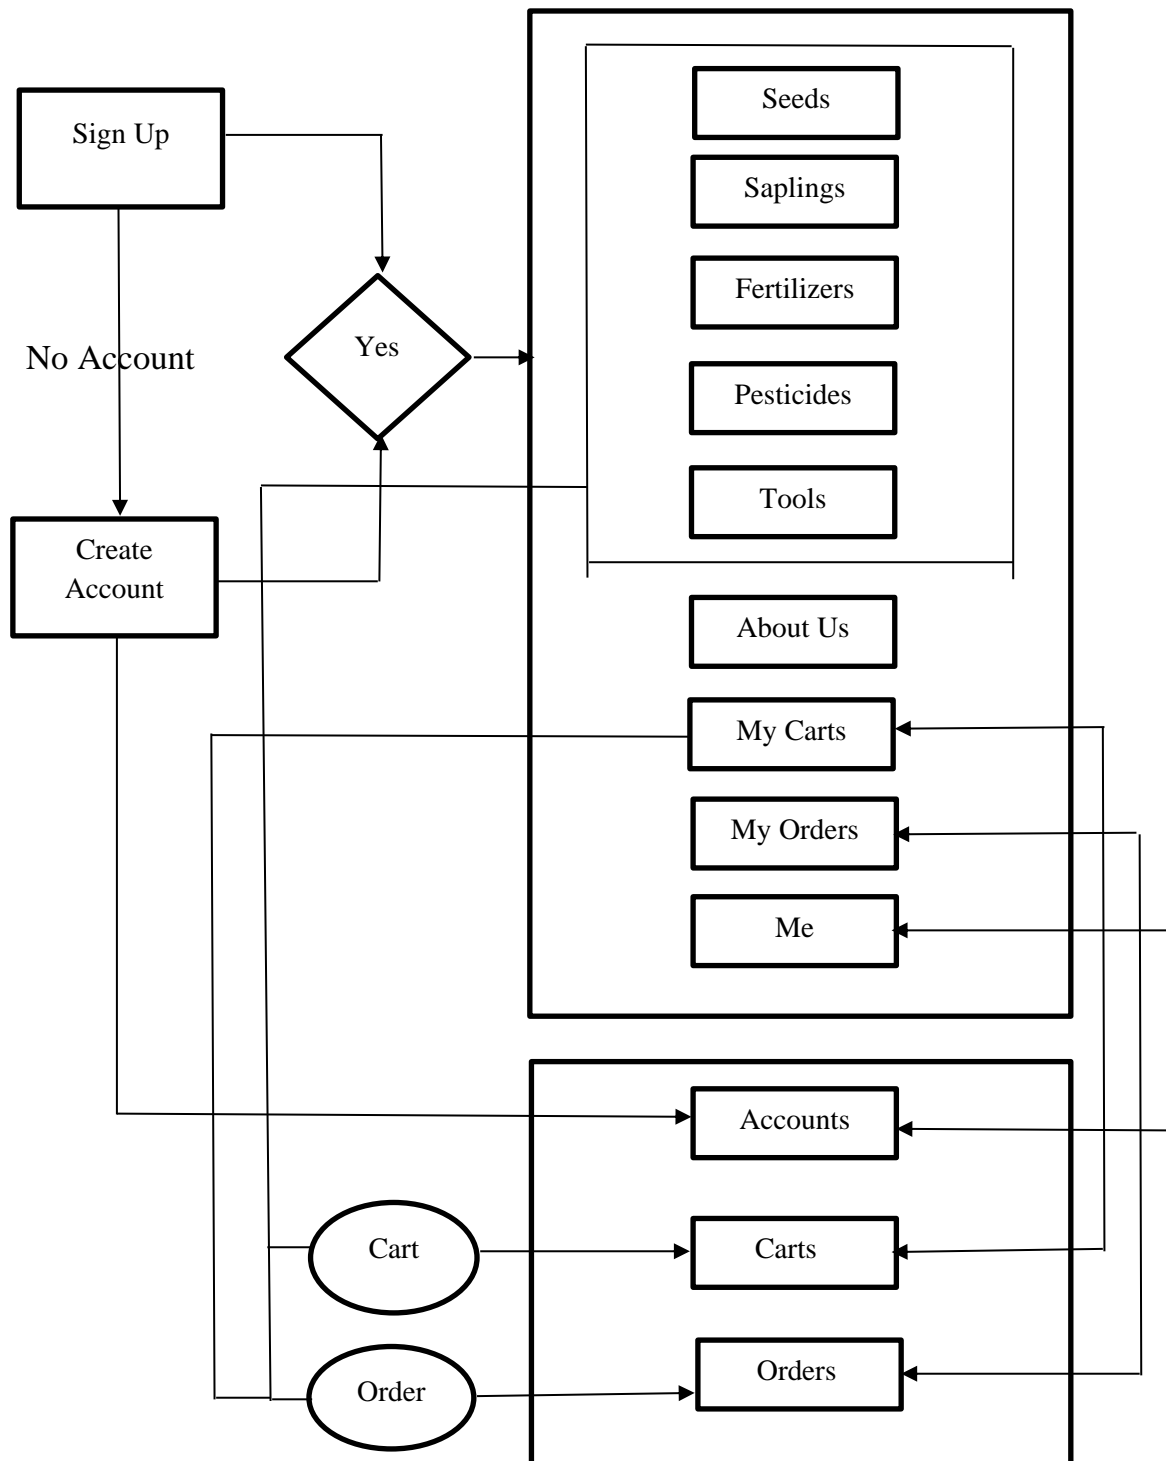 Sign Up
No Account
Create
Account
Yes
Seeds
Saplings
Fertilizers
Pesticides
Tools
About Us
My Carts
My Orders
Me
Accounts
Cart
Carts
Order
Orders